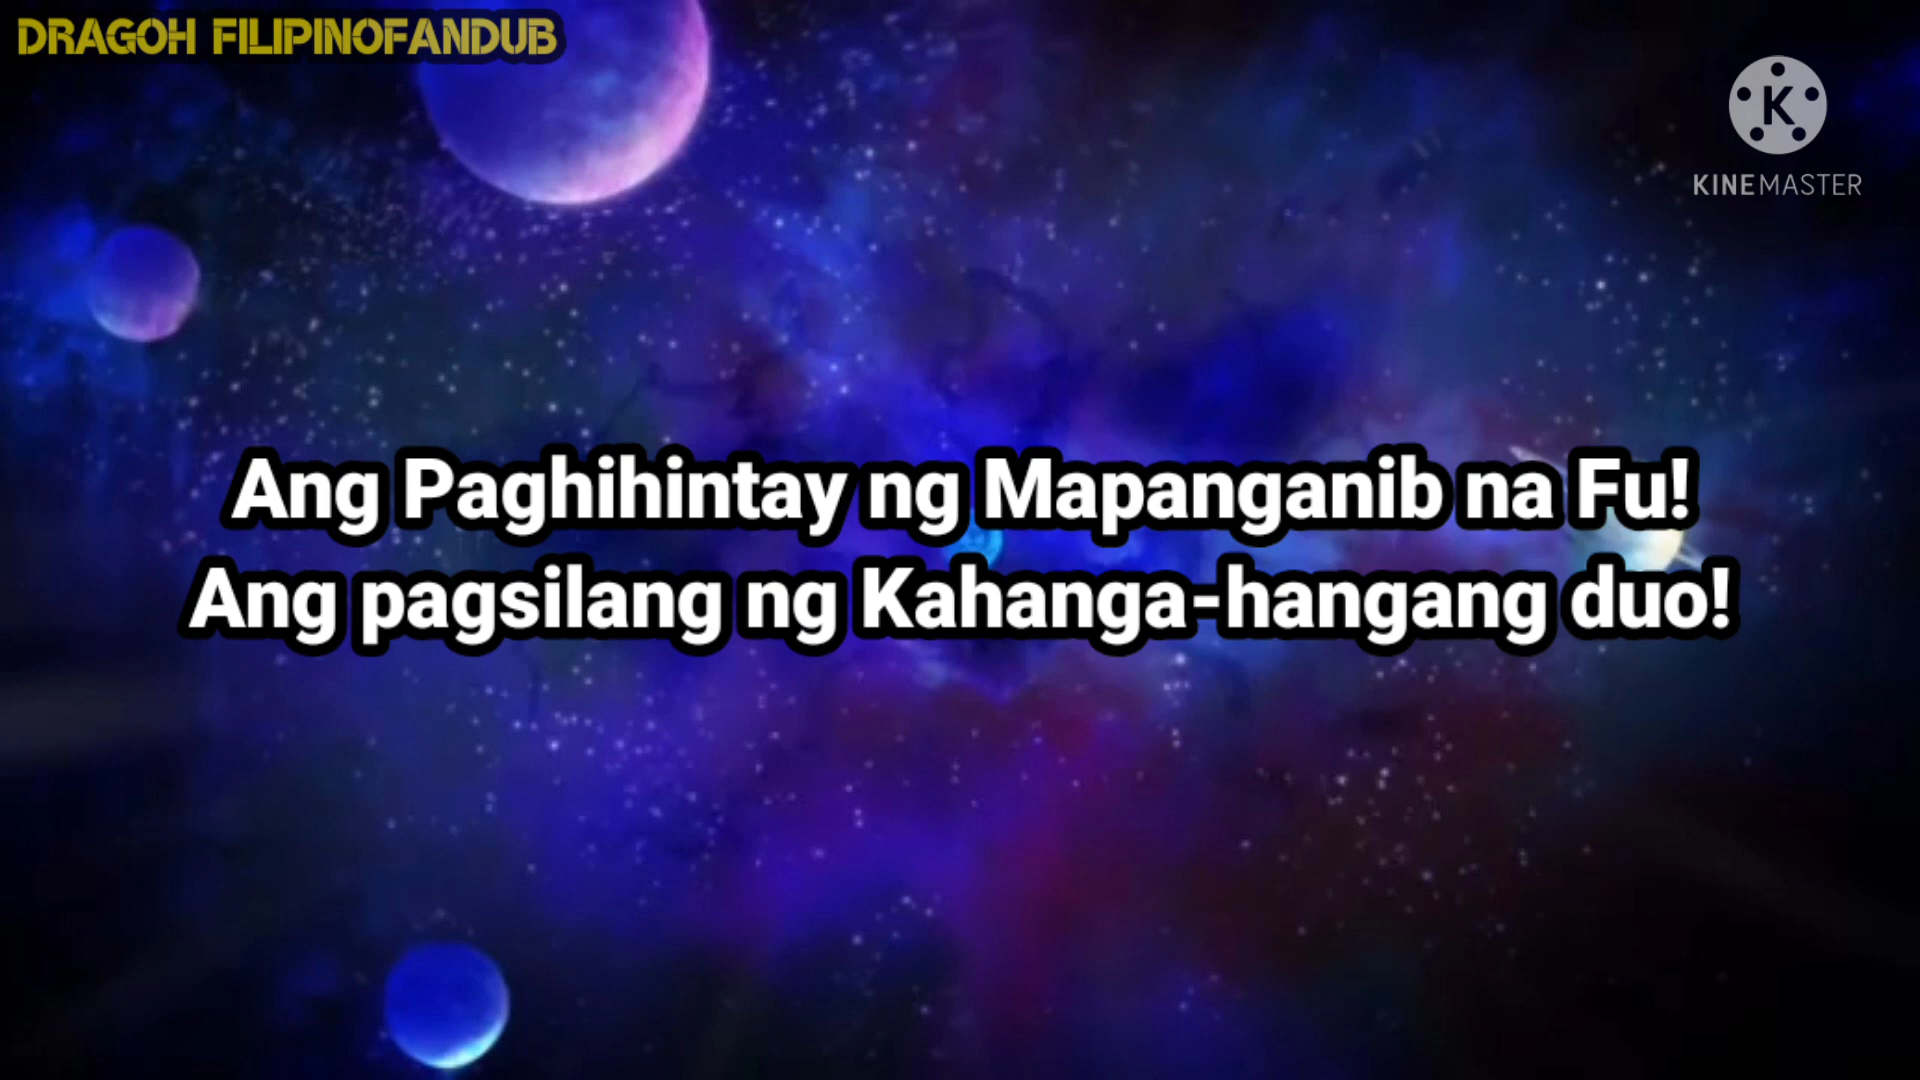 DRAGOH FILIPINOFANDUB
K
KINEMASTER
Ang Paghihintay ng Mapanganib na Fu!
Ang pagsilang ng Kahanga-hangang duo!